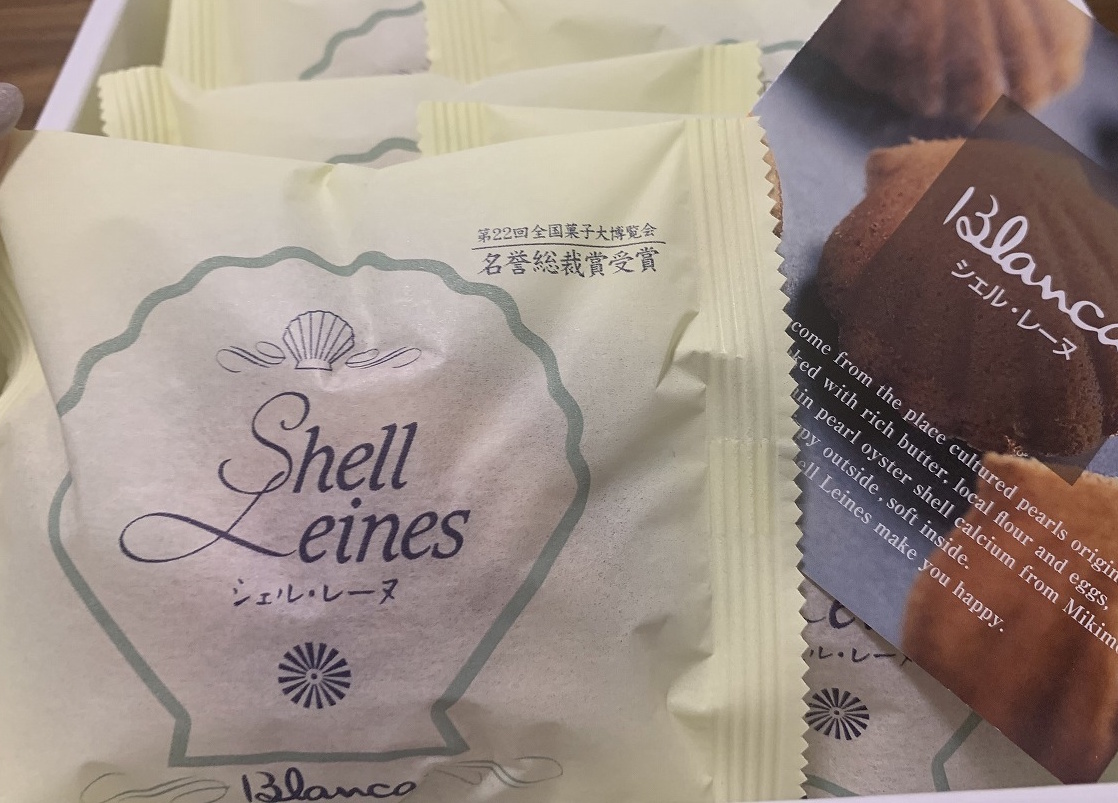 第22回全国菓子大博覧会
名誉総裁賞受賞
Shell
Leines
シェル・レーヌ
Blanco
Blanco
シェル・レーヌ
come from the place cultured pearls
with rich butter, local flour and eggs,
pearl oyster shell calcium from
outside, soft inside.
Leines make you happy.